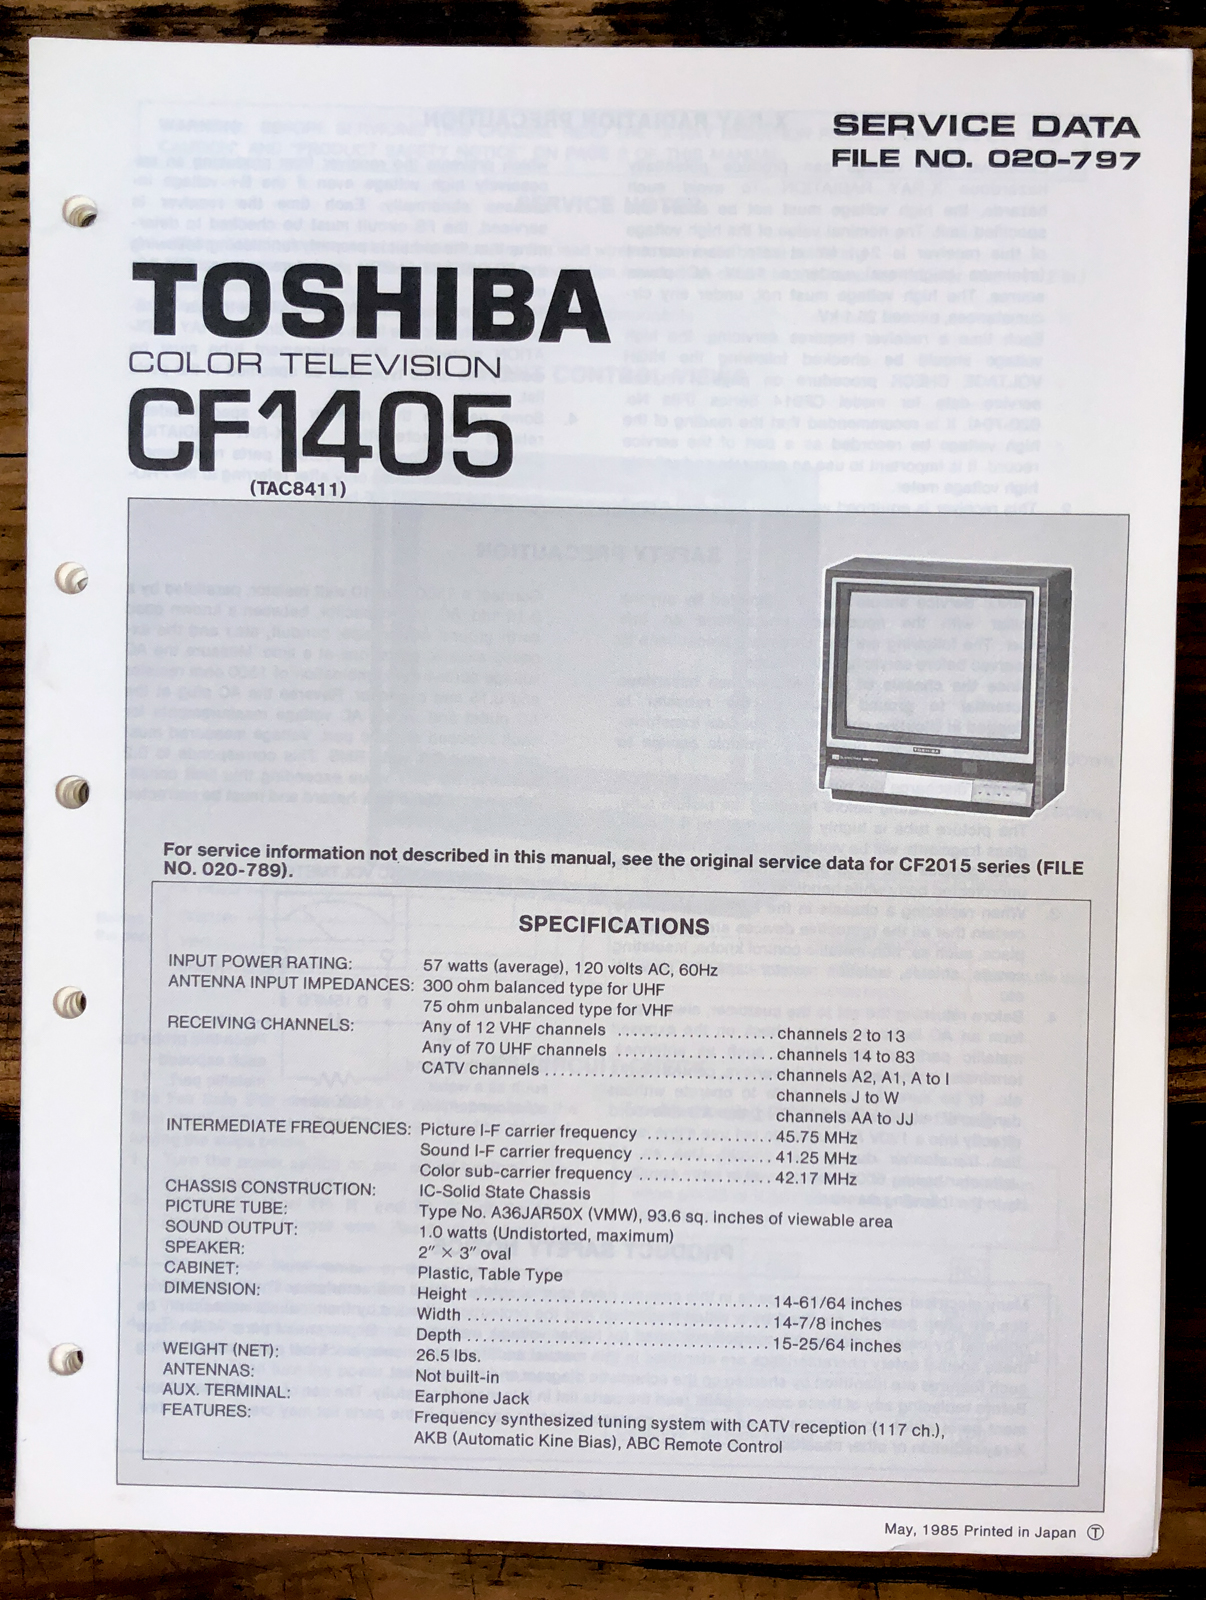 SERVICE DATA
FILE NO. 020-797
TOSHIBA
COLOR TELEVISION
CF1405
(TAC8411)
TOSHIBA
For service information not described in this manual, see the original service data for CF2015 series (FILE
NO. 020-789).
SPECIFICATIONS
INPUT POWER RATING: 57 watts (average), 120 volts AC, 60Hz
ANTENNA INPUT IMPEDANCES: 300 ohm balanced type for UHF
75 ohm unbalanced type for VHF
RECEIVING CHANNELS: Any of 12 VHF channels .................... channels 2 to 13
Any of 70 UHF channels .................... channels 14 to 83
CATV channels ............................. channels A2, A1, A to I
channels J to W
channels AA to JJ
INTERMEDIATE FREQUENCIES: Picture I-F carrier frequency ................ 45.75 MHz
Sound I-F carrier frequency ................. 41.25 MHz
Color sub-carrier frequency ................. 42.17 MHz
CHASSIS CONSTRUCTION: IC-Solid State Chassis
PICTURE TUBE: Type No. A36JAR50X (VMW), 93.6 sq. inches of viewable area
SOUND OUTPUT: 1.0 watts (Undistorted, maximum)
SPEAKER: 2″ × 3″ oval
CABINET: Plastic, Table Type
DIMENSION: Height ..................................... 14-61/64 inches
Width ...................................... 14-7/8 inches
Depth ...................................... 15-25/64 inches
WEIGHT (NET): 26.5 lbs.
ANTENNAS: Not built-in
AUX. TERMINAL: Earphone Jack
FEATURES: Frequency synthesized tuning system with CATV reception (117 ch.),
AKB (Automatic Kine Bias), ABC Remote Control
May, 1985 Printed in Japan Ⓣ